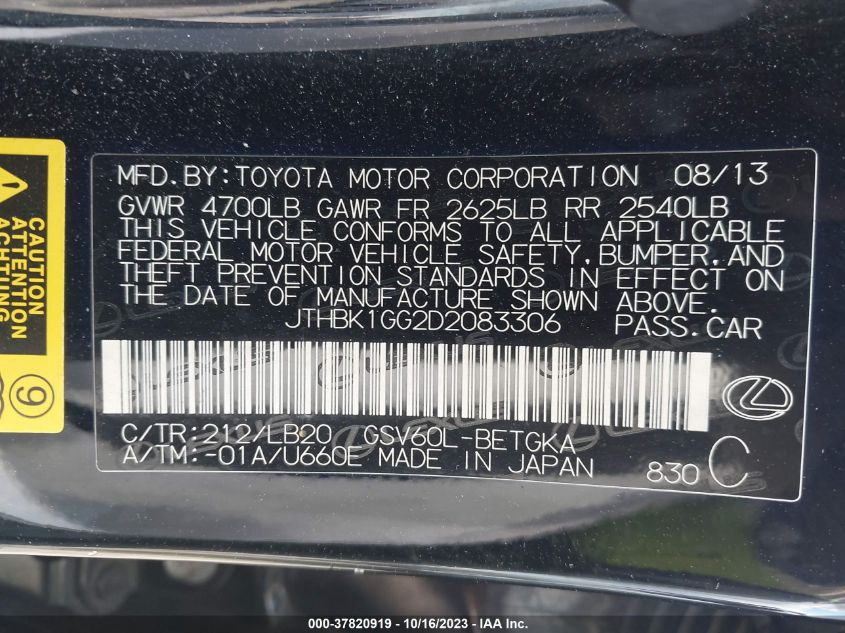 MFD.BY:TOYOTA MOTOR CORPORATION 08/13
GVWR 4700LB GAWR FR 2625LB RR 2540LB
THIS VEHICLE CONFORMS TO ALL APPLICABLE
FEDERAL MOTOR VEHICLE SAFETY,BUMPER,AND
THEFT PREVENTION STANDARDS IN EFFECT ON
THE DATE OF MANUFACTURE SHOWN ABOVE.
JTHBK1GG2D2083306 PASS.CAR
C/TR:212/LB20 GSV60L-BETGKA
A/TM:-01A/U660E MADE IN JAPAN 830 C
CAUTION
ATTENTION
ACHTUNG
9
000-37820919 - 10/16/2023 - IAA Inc.